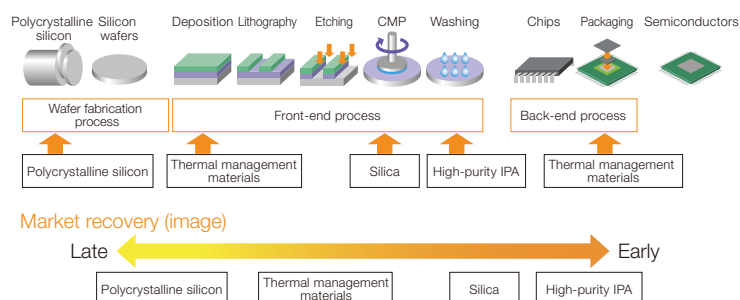 Polycrystalline silicon
Silicon wafers
Deposition
Lithography
Etching
CMP
Washing
Chips
Packaging
Semiconductors
Wafer fabrication
process
Front-end process
Back-end process
Polycrystalline silicon
Thermal management
materials
Silica
High-purity IPA
Thermal management
materials
Market recovery (image)
Late
Early
Polycrystalline silicon
Thermal management
materials
Silica
High-purity IPA